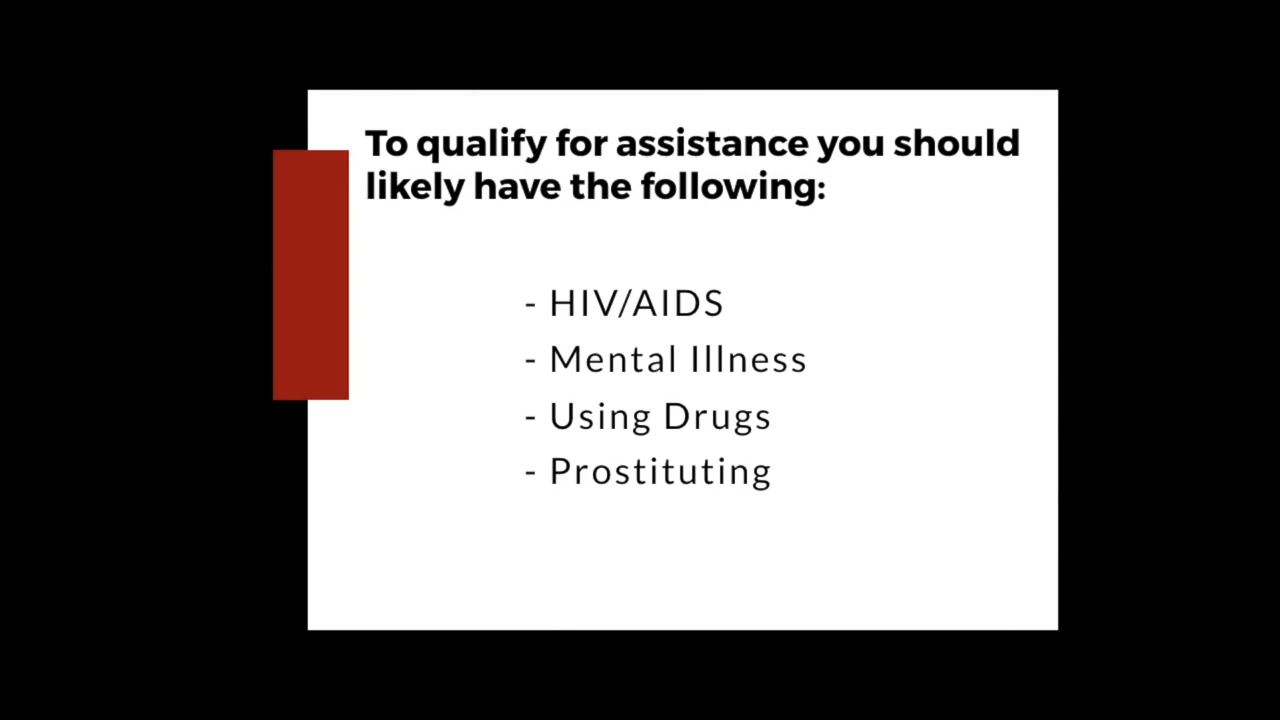 To qualify for assistance you should
likely have the following:
- HIV/AIDS
- Mental Illness
- Using Drugs
- Prostituting